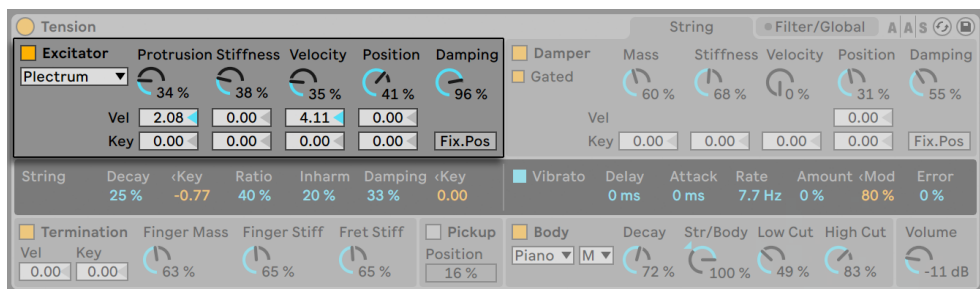 Tension String Filter/Global A A S
Excitator Protrusion Stiffness Velocity Position Damping
Plectrum 34 % 38 % 35 % 41 % 96 %
Vel 2.08 0.00 4.11 0.00
Key 0.00 0.00 0.00 0.00 Fix.Pos
Damper Mass Stiffness Velocity Position Damping
Gated 60 % 68 % 0 % 31 % 55 %
Vel 0.00
Key 0.00 0.00 0.00 0.00 Fix.Pos
String Decay ‹Key Ratio Inharm Damping ‹Key
25 % -0.77 40 % 20 % 33 % 0.00
Vibrato Delay Attack Rate Amount ‹Mod Error
0 ms 0 ms 7.7 Hz 0 % 80 % 0 %
Termination Finger Mass Finger Stiff Fret Stiff
Vel Key
0.00 0.00 63 % 65 % 65 %
Pickup
Position
16 %
Body Decay Str/Body Low Cut High Cut
Piano M 72 % 100 % 49 % 83 %
Volume
-11 dB